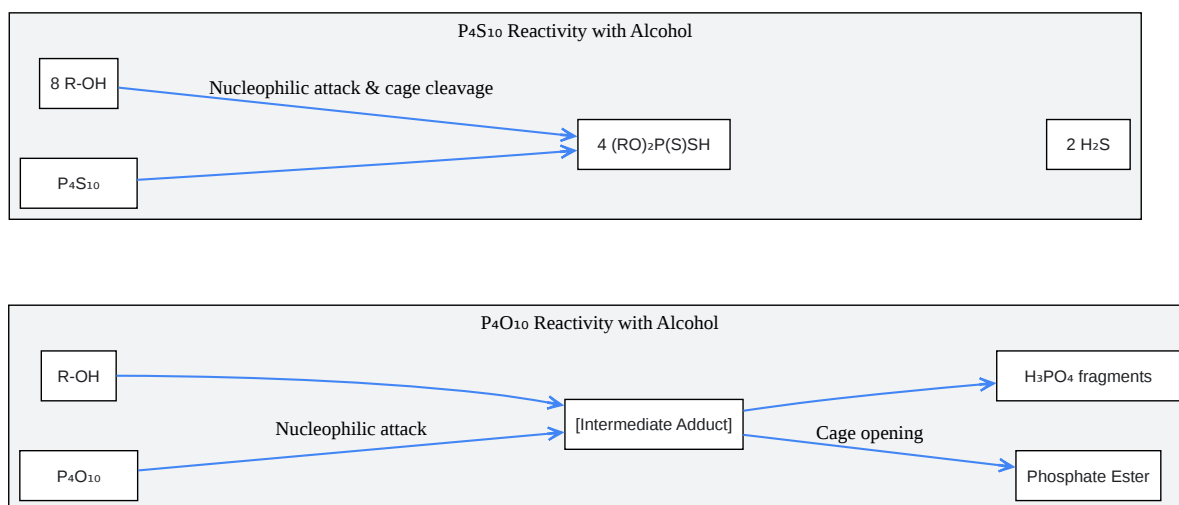 P₄S₁₀ Reactivity with Alcohol
8 R-OH
Nucleophilic attack & cage cleavage
4 (RO)₂P(S)SH
2 H₂S
P₄S₁₀
P₄O₁₀ Reactivity with Alcohol
R-OH
H₃PO₄ fragments
[Intermediate Adduct]
Nucleophilic attack
Cage opening
P₄O₁₀
Phosphate Ester